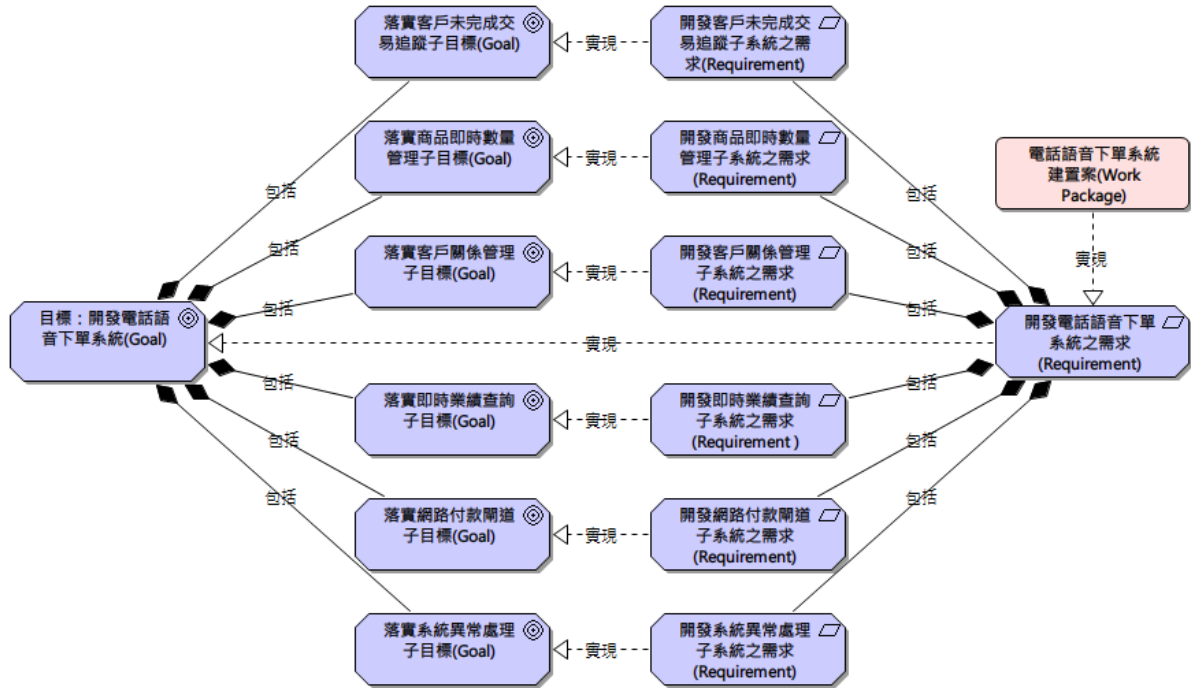 落實客戶未完成交
易追蹤子目標(Goal)
實現
開發客戶未完成交
易追蹤子系統之需
求(Requirement)
落實商品即時數量
管理子目標(Goal)
實現
開發商品即時數量
管理子系統之需求
(Requirement)
電話語音下單系統
建置案(Work
Package)
包括
包括
包括
包括
實現
落實客戶關係管理
子目標(Goal)
實現
開發客戶關係管理
子系統之需求
(Requirement)
包括
包括
目標：開發電話語
音下單系統(Goal)
實現
開發電話語音下單
系統之需求
(Requirement)
包括
包括
落實即時業績查詢
子目標(Goal)
實現
開發即時業績查詢
子系統之需求
(Requirement )
包括
包括
包括
包括
落實網路付款閘道
子目標(Goal)
實現
開發網路付款閘道
子系統之需求
(Requirement)
落實系統異常處理
子目標(Goal)
實現
開發系統異常處理
子系統之需求
(Requirement)